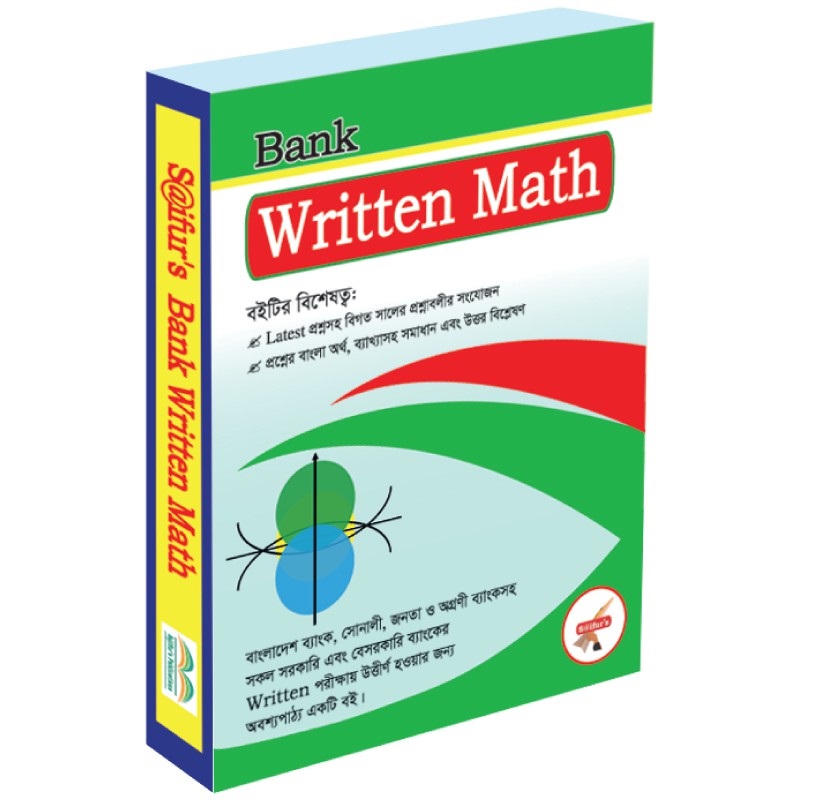 Bank
Written Math
বইটির বিশেষত্ব:
✍ Latest প্রশ্নসহ বিগত সালের প্রশ্নাবলীর সংযোজন
✍ প্রশ্নের বাংলা অর্থ, ব্যাখ্যাসহ সমাধান এবং উত্তর বিশ্লেষণ
বাংলাদেশ ব্যাংক, সোনালী, জনতা ও অগ্রণী ব্যাংকসহ
সকল সরকারি এবং বেসরকারি ব্যাংকের
Written পরীক্ষায় উত্তীর্ণ হওয়ার জন্য
অবশ্যপাঠ্য একটি বই।
S@ifur's
S@ifur's Bank Written Math